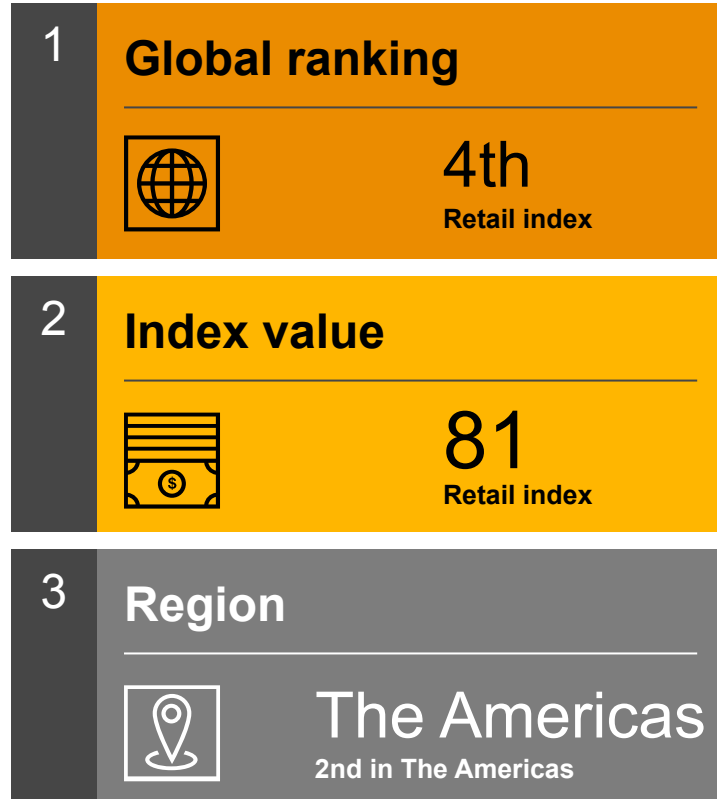 1
Global ranking
4th
Retail index
2
Index value
$
81
Retail index
3
Region
The Americas
2nd in The Americas